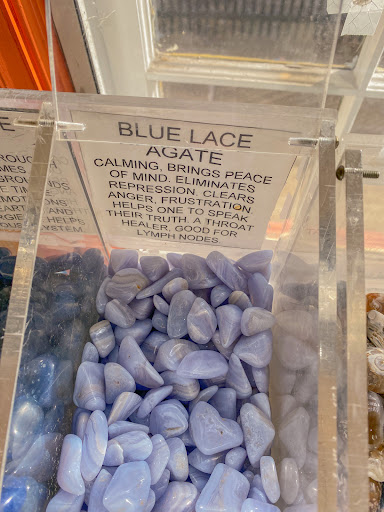 BLUE LACE
AGATE
CALMING, BRINGS PEACE
OF MIND. ELIMINATES
REPRESSION. CLEARS
ANGER, FRUSTRATION
HELPS ONE TO SPEAK
THEIR TRUTH. A THROAT
HEALER, GOOD FOR
LYMPH NODES.